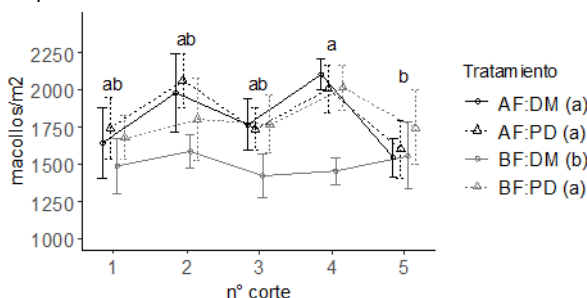 macollos/m2
2250
2000
1750
1500
1250
1000
ab
ab
ab
a
b
1
2
3
4
5
n° corte
Tratamiento
AF:DM (a)
AF:PD (a)
BF:DM (b)
BF:PD (a)